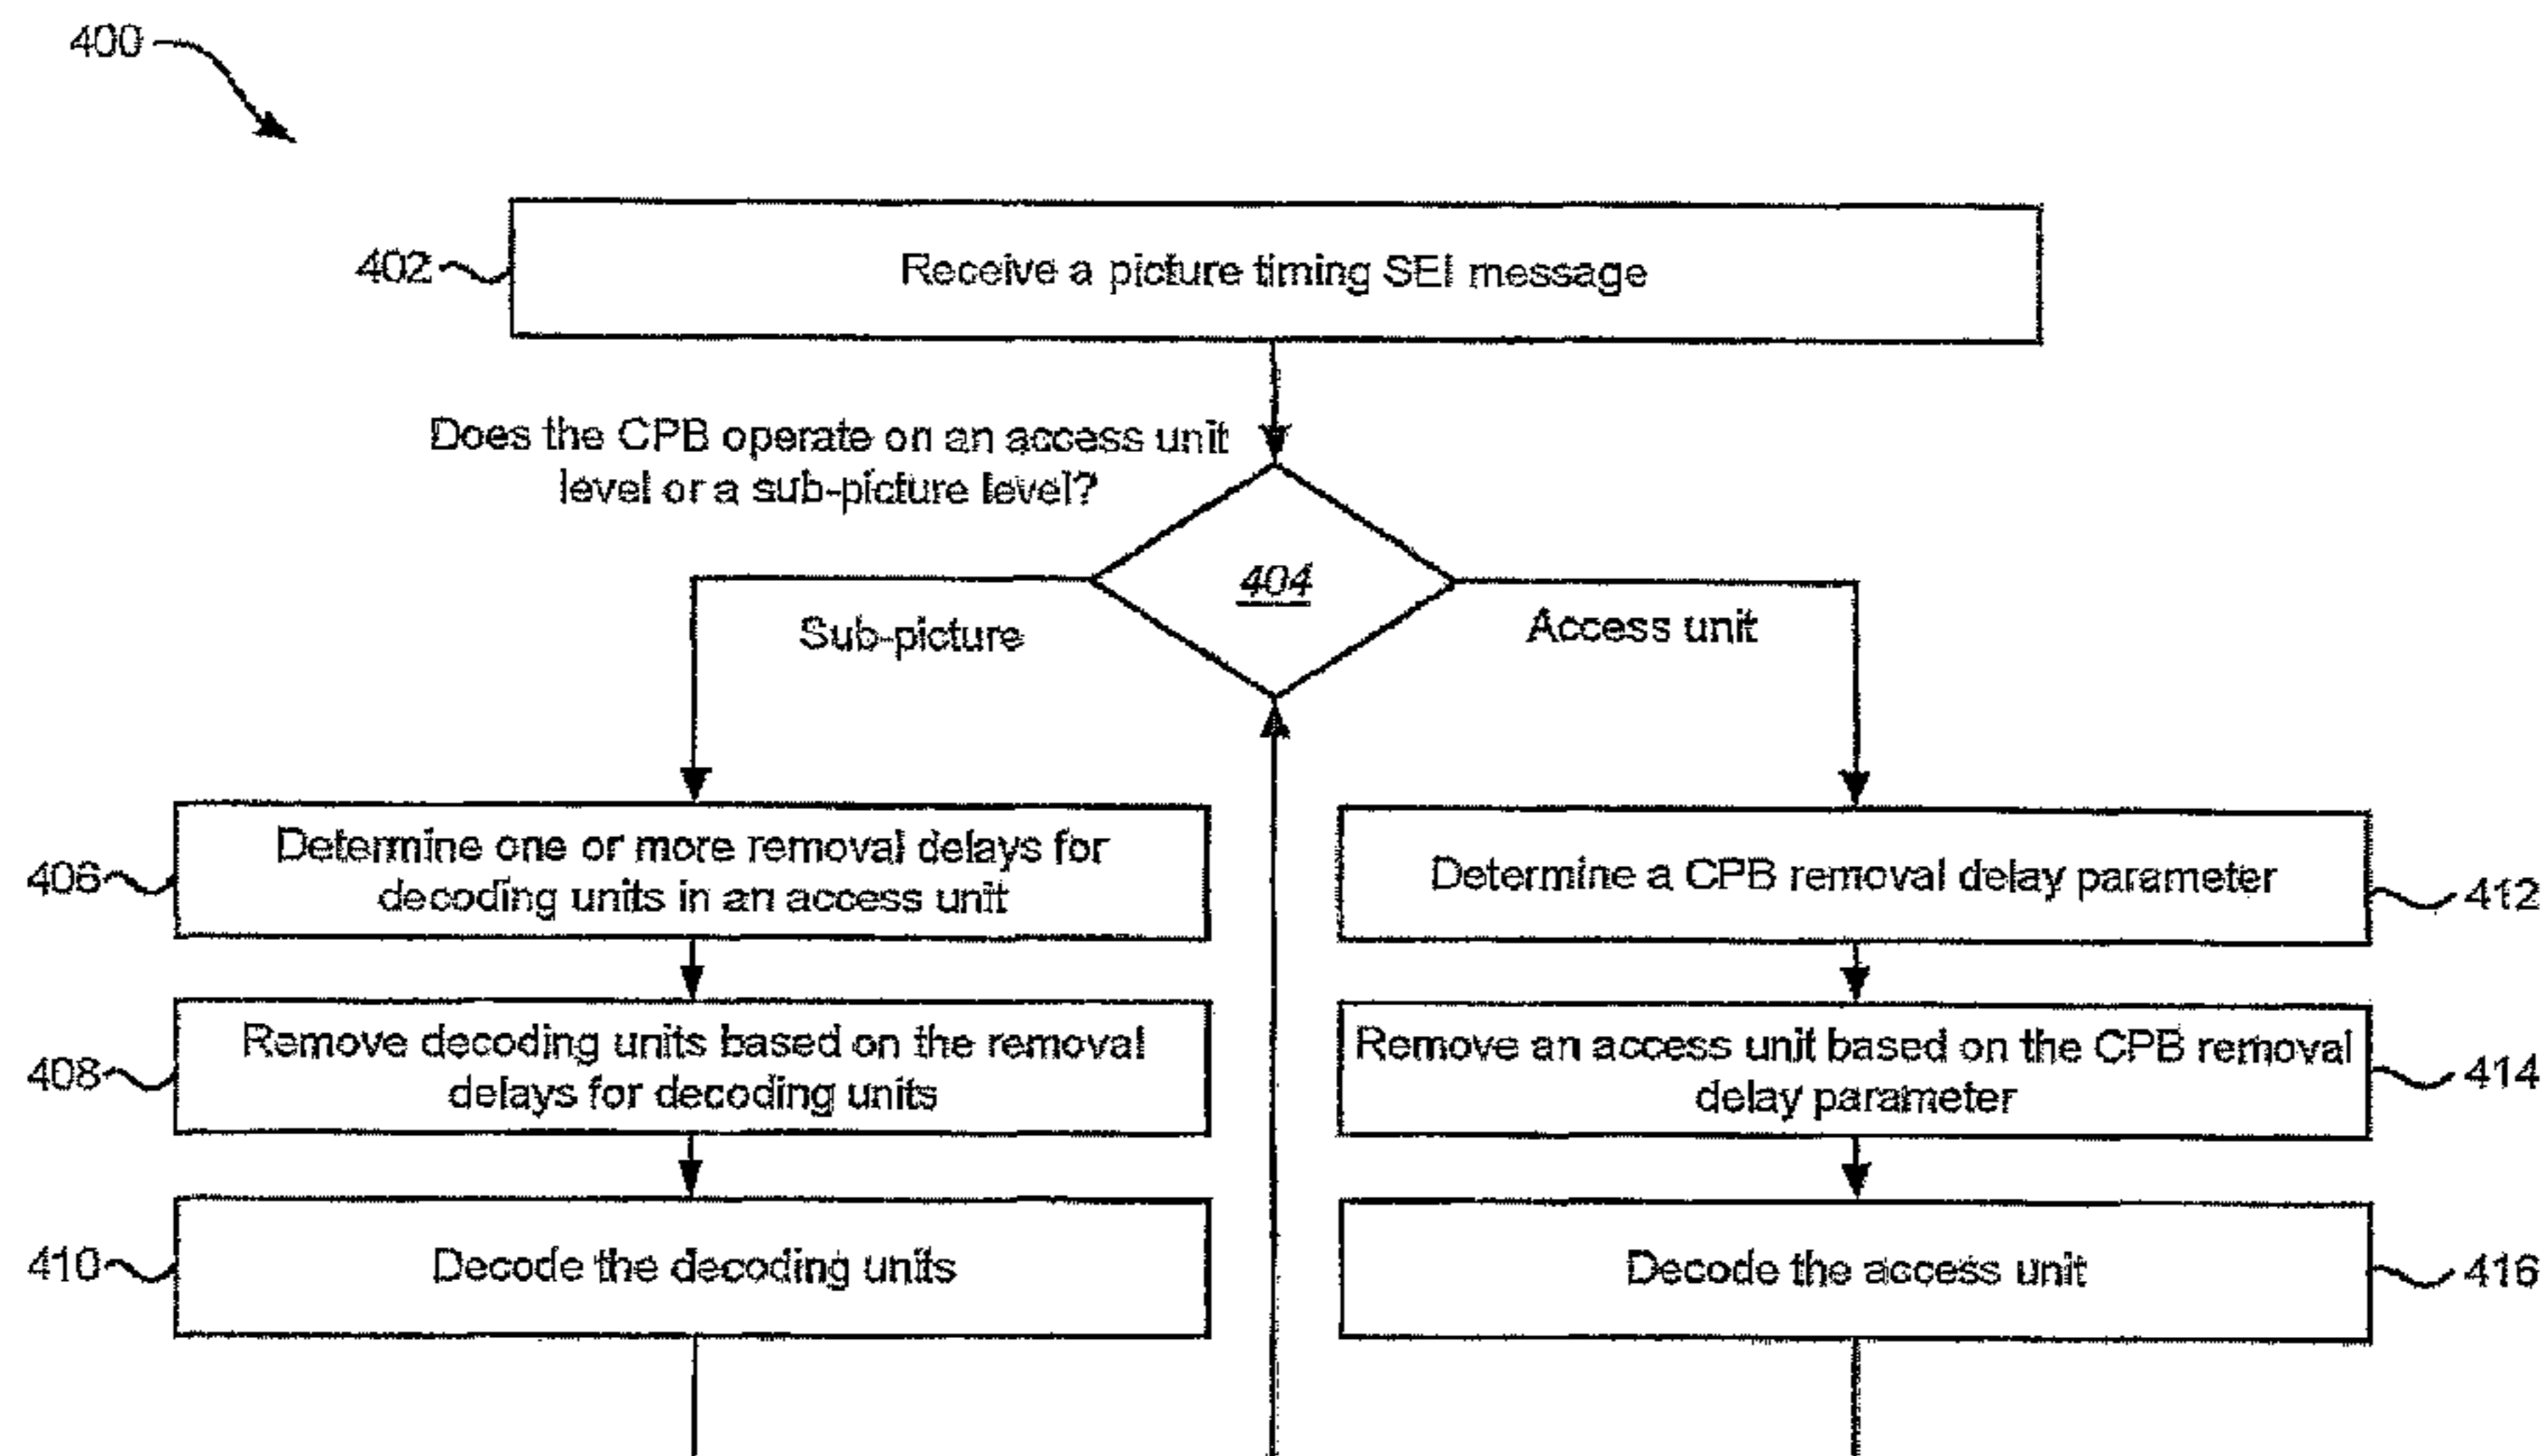 400
402
Receive a picture timing SEI message
Does the CPB operate on an access unit
level or a sub-picture level?
404
Sub-picture
Access unit
406
Determine one or more removal delays for
decoding units in an access unit
Determine a CPB removal delay parameter
412
408
Remove decoding units based on the removal
delays for decoding units
Remove an access unit based on the CPB removal
delay parameter
414
410
Decode the decoding units
Decode the access unit
416